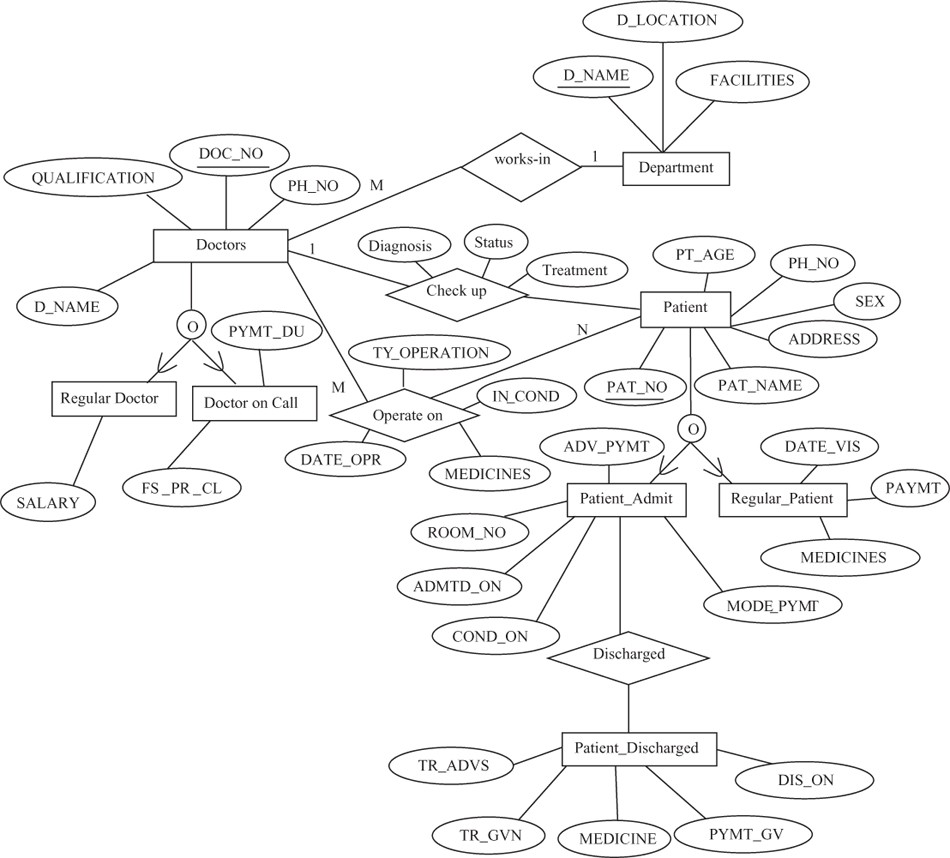 D_LOCATION
D_NAME
FACILITIES
DOC_NO
works-in
1
Department
QUALIFICATION
PH_NO
M
Doctors
1
Diagnosis
Status
Treatment
Check up
PT_AGE
PH_NO
SEX
Patient
ADDRESS
D_NAME
O
PYMT_DU
N
TY_OPERATION
PAT_NO
PAT_NAME
Regular Doctor
Doctor on Call
M
Operate on
IN_COND
O
DATE_OPR
MEDICINES
ADV_PYMT
DATE_VIS
SALARY
FS_PR_CL
Patient_Admit
Regular_Patient
PAYMT
ROOM_NO
MEDICINES
ADMTD_ON
MODE_PYMT
COND_ON
Discharged
Patient_Discharged
TR_ADVS
DIS_ON
TR_GVN
MEDICINE
PYMT_GV